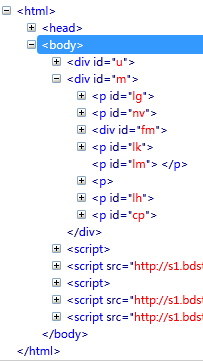 <html>
<head>
<body>
<div id="u">
<div id="m">
<p id="lg">
<p id="nv">
<div id="fm">
<p id="lk">
<p id="lm"> </p>
<p>
<p id="lh">
<p id="cp">
</div>
<script>
<script src="http://s1.bdst
<script>
<script src="http://s1.bdst
<script src="http://s1.bdst
</body>
</html>